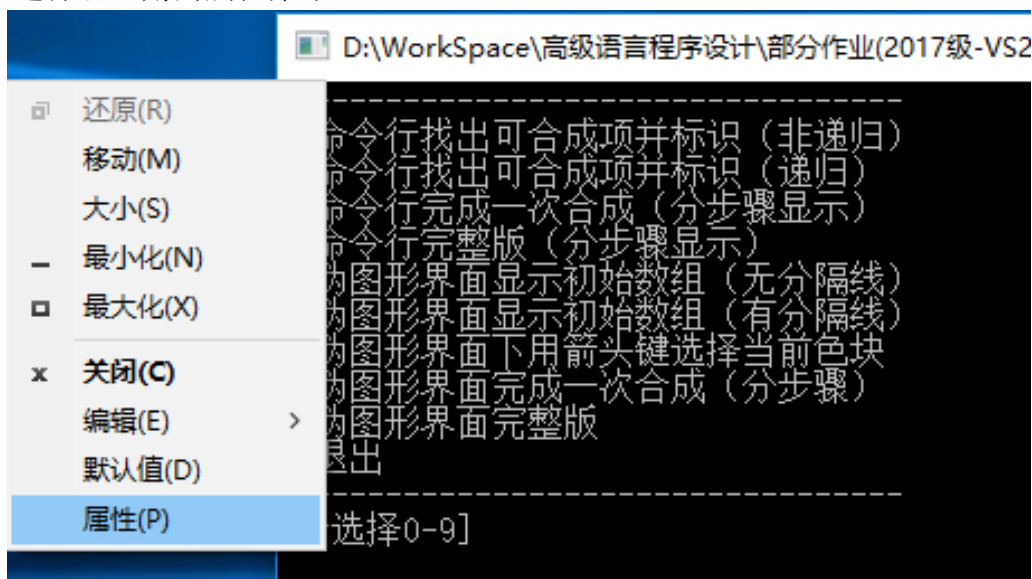 D:\WorkSpace\高级语言程序设计\部分作业(2017级-VS2
还原(R)
移动(M)
大小(S)
最小化(N)
最大化(X)
关闭(C)
编辑(E)
默认值(D)
属性(P)
--------------------------------
命令行找出可合成项并标识（非递归）
命令行找出可合成项并标识（递归）
命令行完成一次合成（分步骤显示）
命令行完整版（分步骤显示）
伪图形界面显示初始数组（无分隔线）
伪图形界面显示初始数组（有分隔线）
伪图形界面下用箭头键选择当前色块
伪图形界面完成一次合成（分步骤）
伪图形界面完整版
退出
--------------------------------
选择0-9]